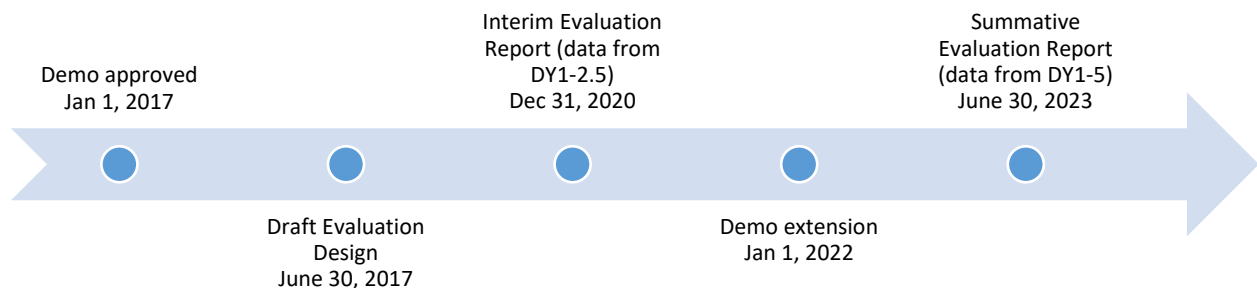 Demo approved
Jan 1, 2017
Draft Evaluation
Design
June 30, 2017
Interim Evaluation
Report (data from
DY1-2.5)
Dec 31, 2020
Demo extension
Jan 1, 2022
Summative
Evaluation Report
(data from DY1-5)
June 30, 2023